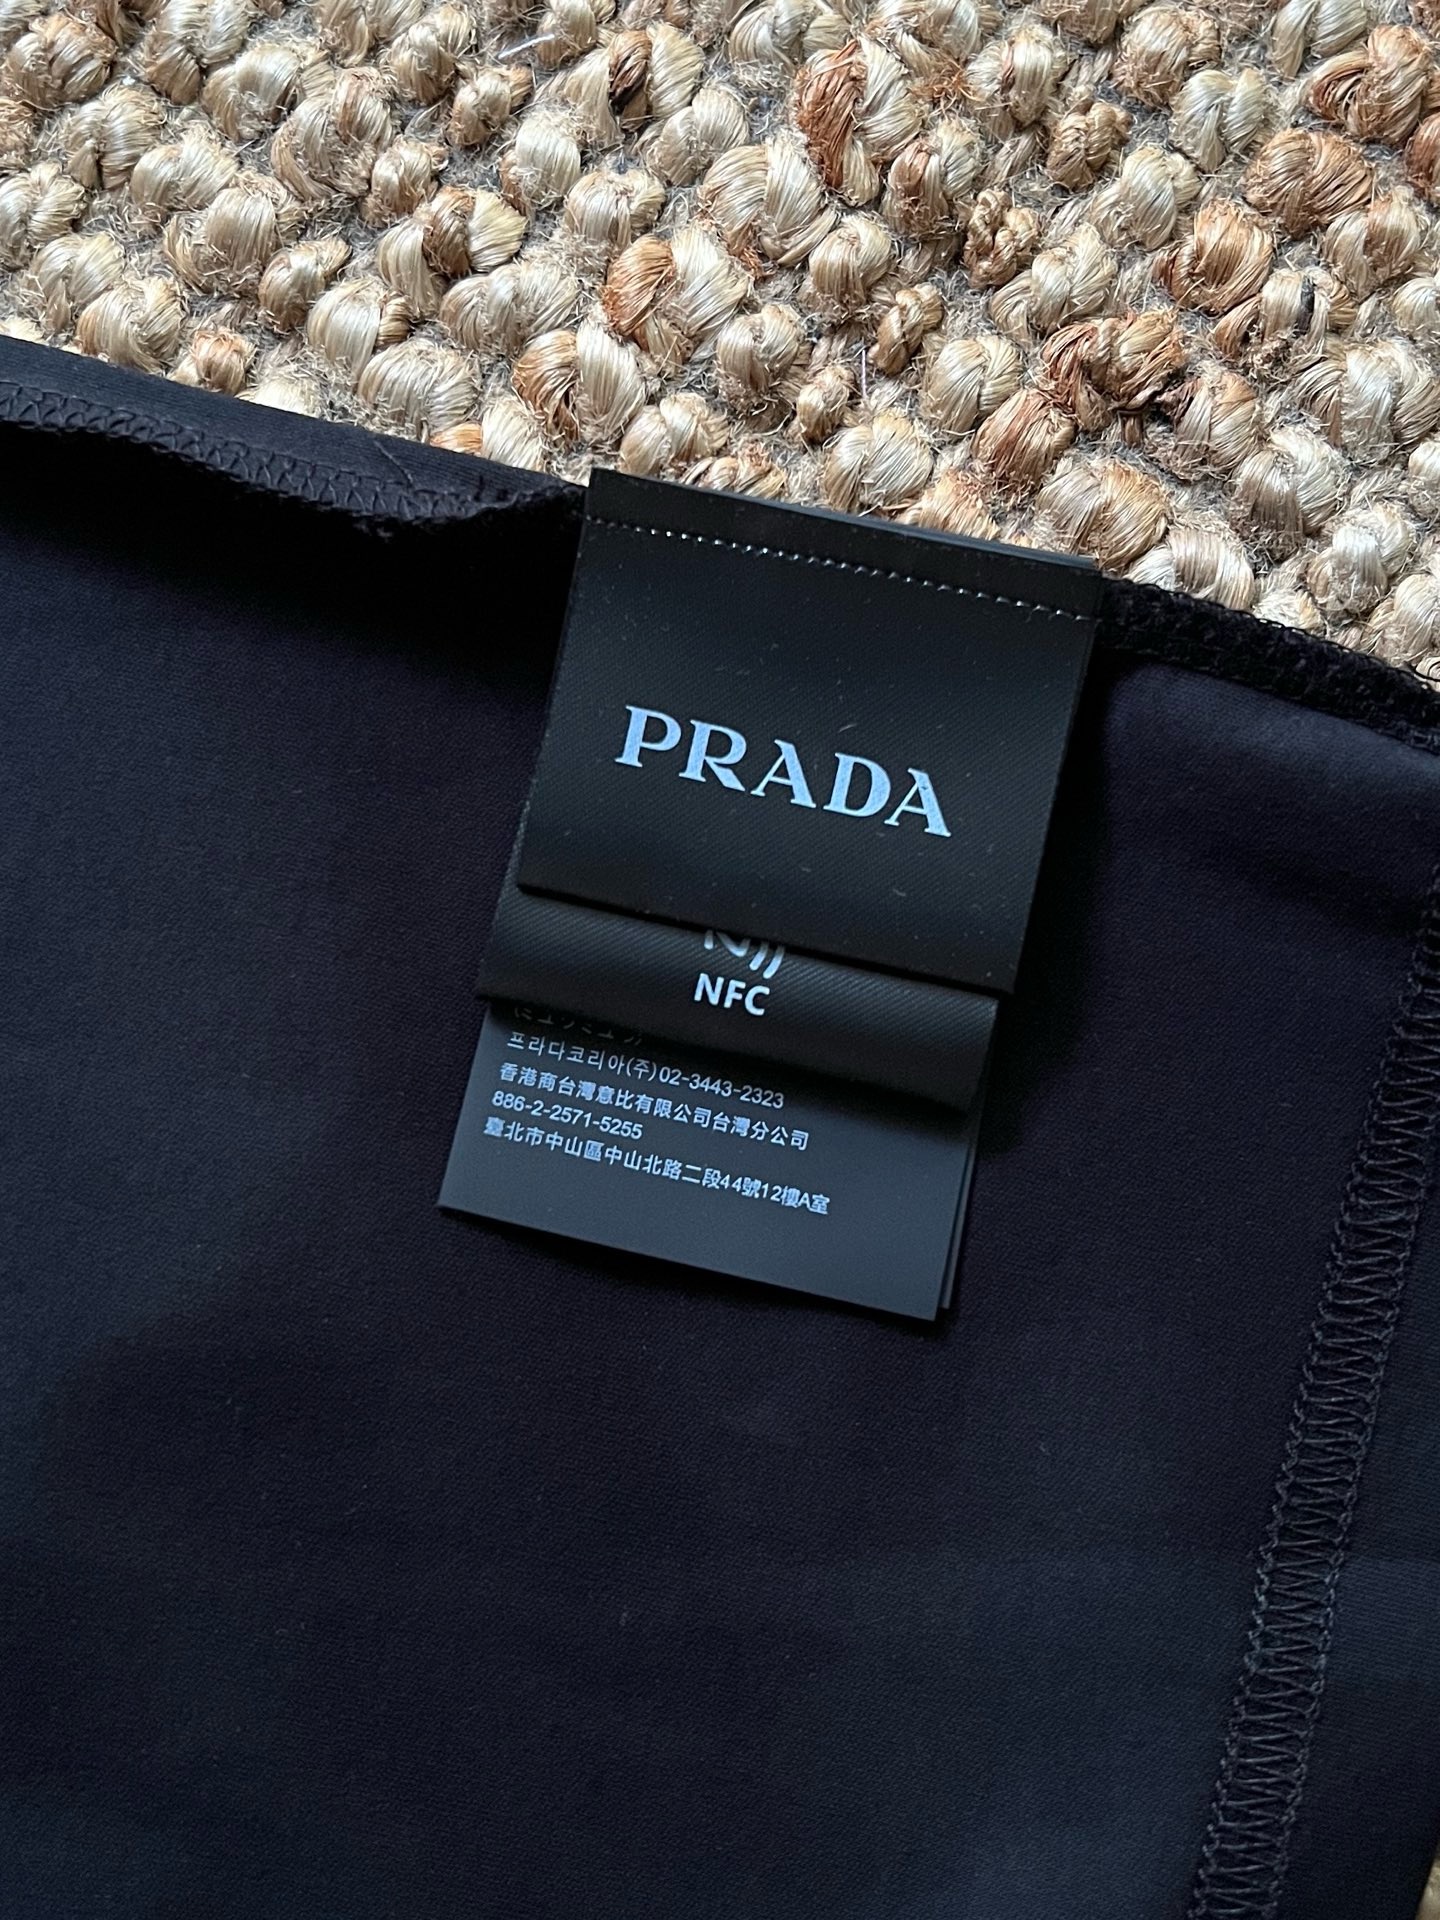 PRADA
NFC
프라다코리아(주) 02-3443-2323
香港商台灣意比有限公司台灣分公司
886-2-2571-5255
臺北市中山區中山北路二段44號12樓A室